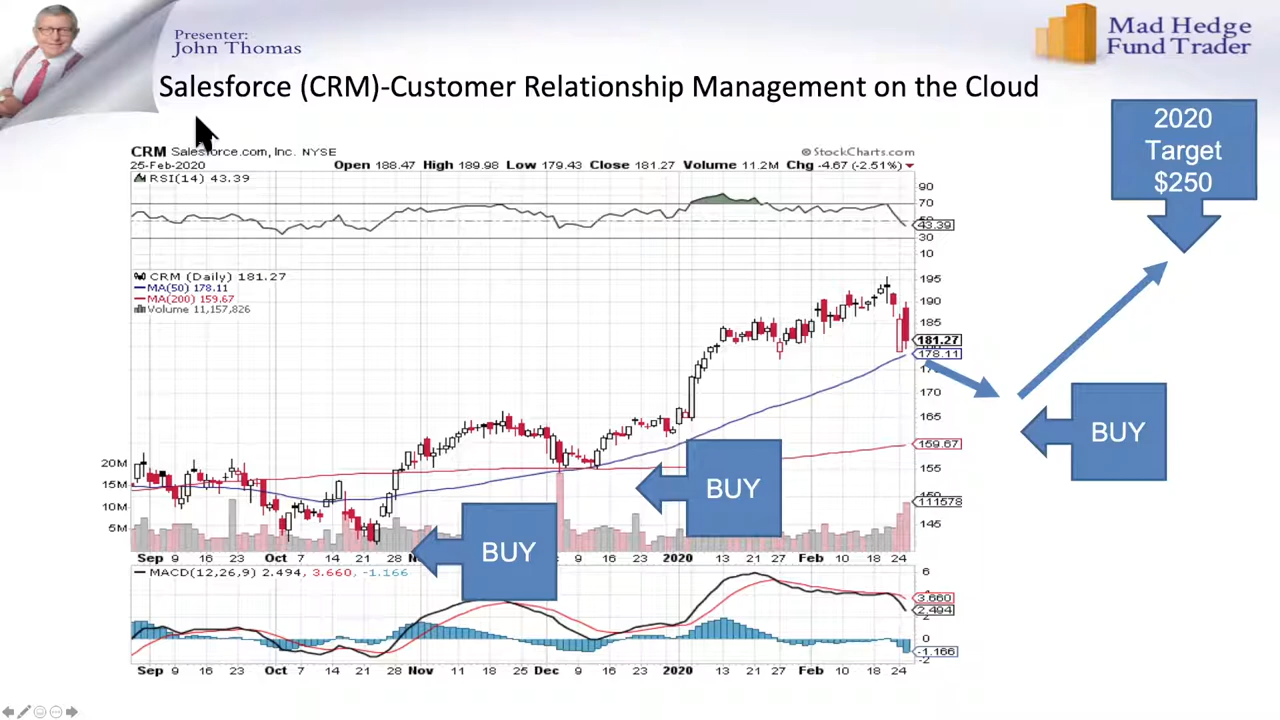 Presenter:
John Thomas
Mad Hedge
Fund Trader
Salesforce (CRM)-Customer Relationship Management on the Cloud
2020
Target
$250
CRM Salesforce.com, Inc. NYSE
© StockCharts.com
25-Feb-2020
Open 188.47 High 189.98 Low 179.43 Close 181.27 Volume 11.2M Chg -4.67 (-2.51%)
RSI(14) 43.39
90
70
50
43.39
30
10
CRM (Daily) 181.27
MA(50) 178.11
MA(200) 159.67
Volume 11,157,826
195
190
185
181.27
178.11
170
165
159.67
155
150
111578
145
20M
15M
10M
5M
BUY
BUY
BUY
Sep 9 16 23 Oct 7 14 21 28 16 23 2020 13 21 27 Feb 10 18 24
MACD(12,26,9) 2.494, 3.660, -1.166
6
3.660
2.494
2
0
-1.166
-2
Sep 9 16 23 Oct 7 14 21 28 Nov 11 18 25 Dec 9 16 23 2020 13 21 27 Feb 10 18 24